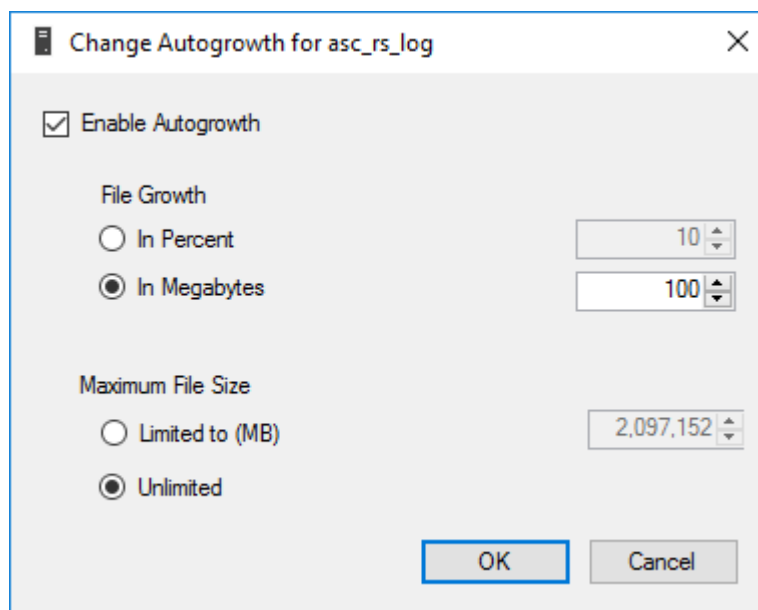 Change Autogrowth for asc_rs_log
Enable Autogrowth
File Growth
In Percent 10
In Megabytes 100
Maximum File Size
Limited to (MB) 2,097,152
Unlimited
OK Cancel